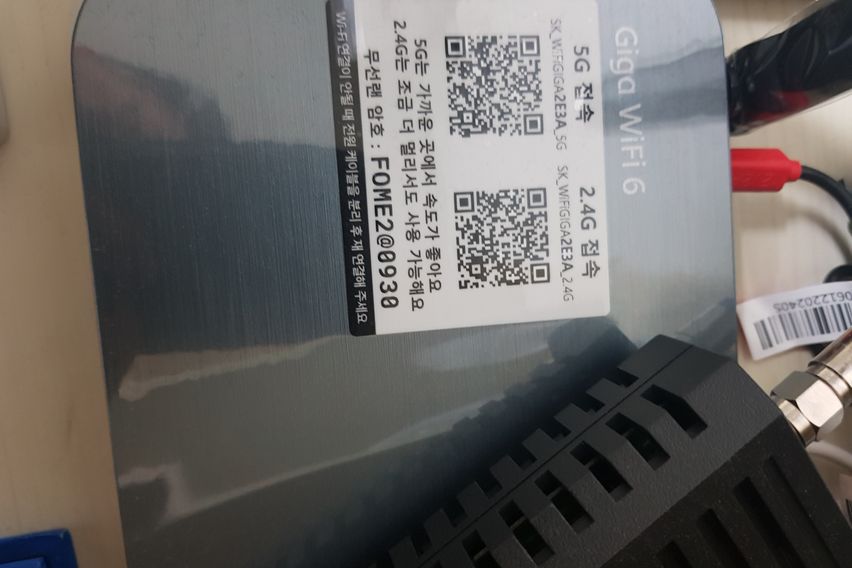 Giga WiFi 6
5G 접속
2.4G 접속
SK_WiFiGIGA2E3A_5G
SK_WiFiGIGA2E3A_2.4G
5G는 가까운 곳에서 속도가 좋아요
2.4G는 조금 더 멀리서도 사용 가능해요
무선랜 암호 : FOME2@0930
Wi-Fi 연결이 안될 때 전원 케이블을 분리 후 재 연결해 주세요